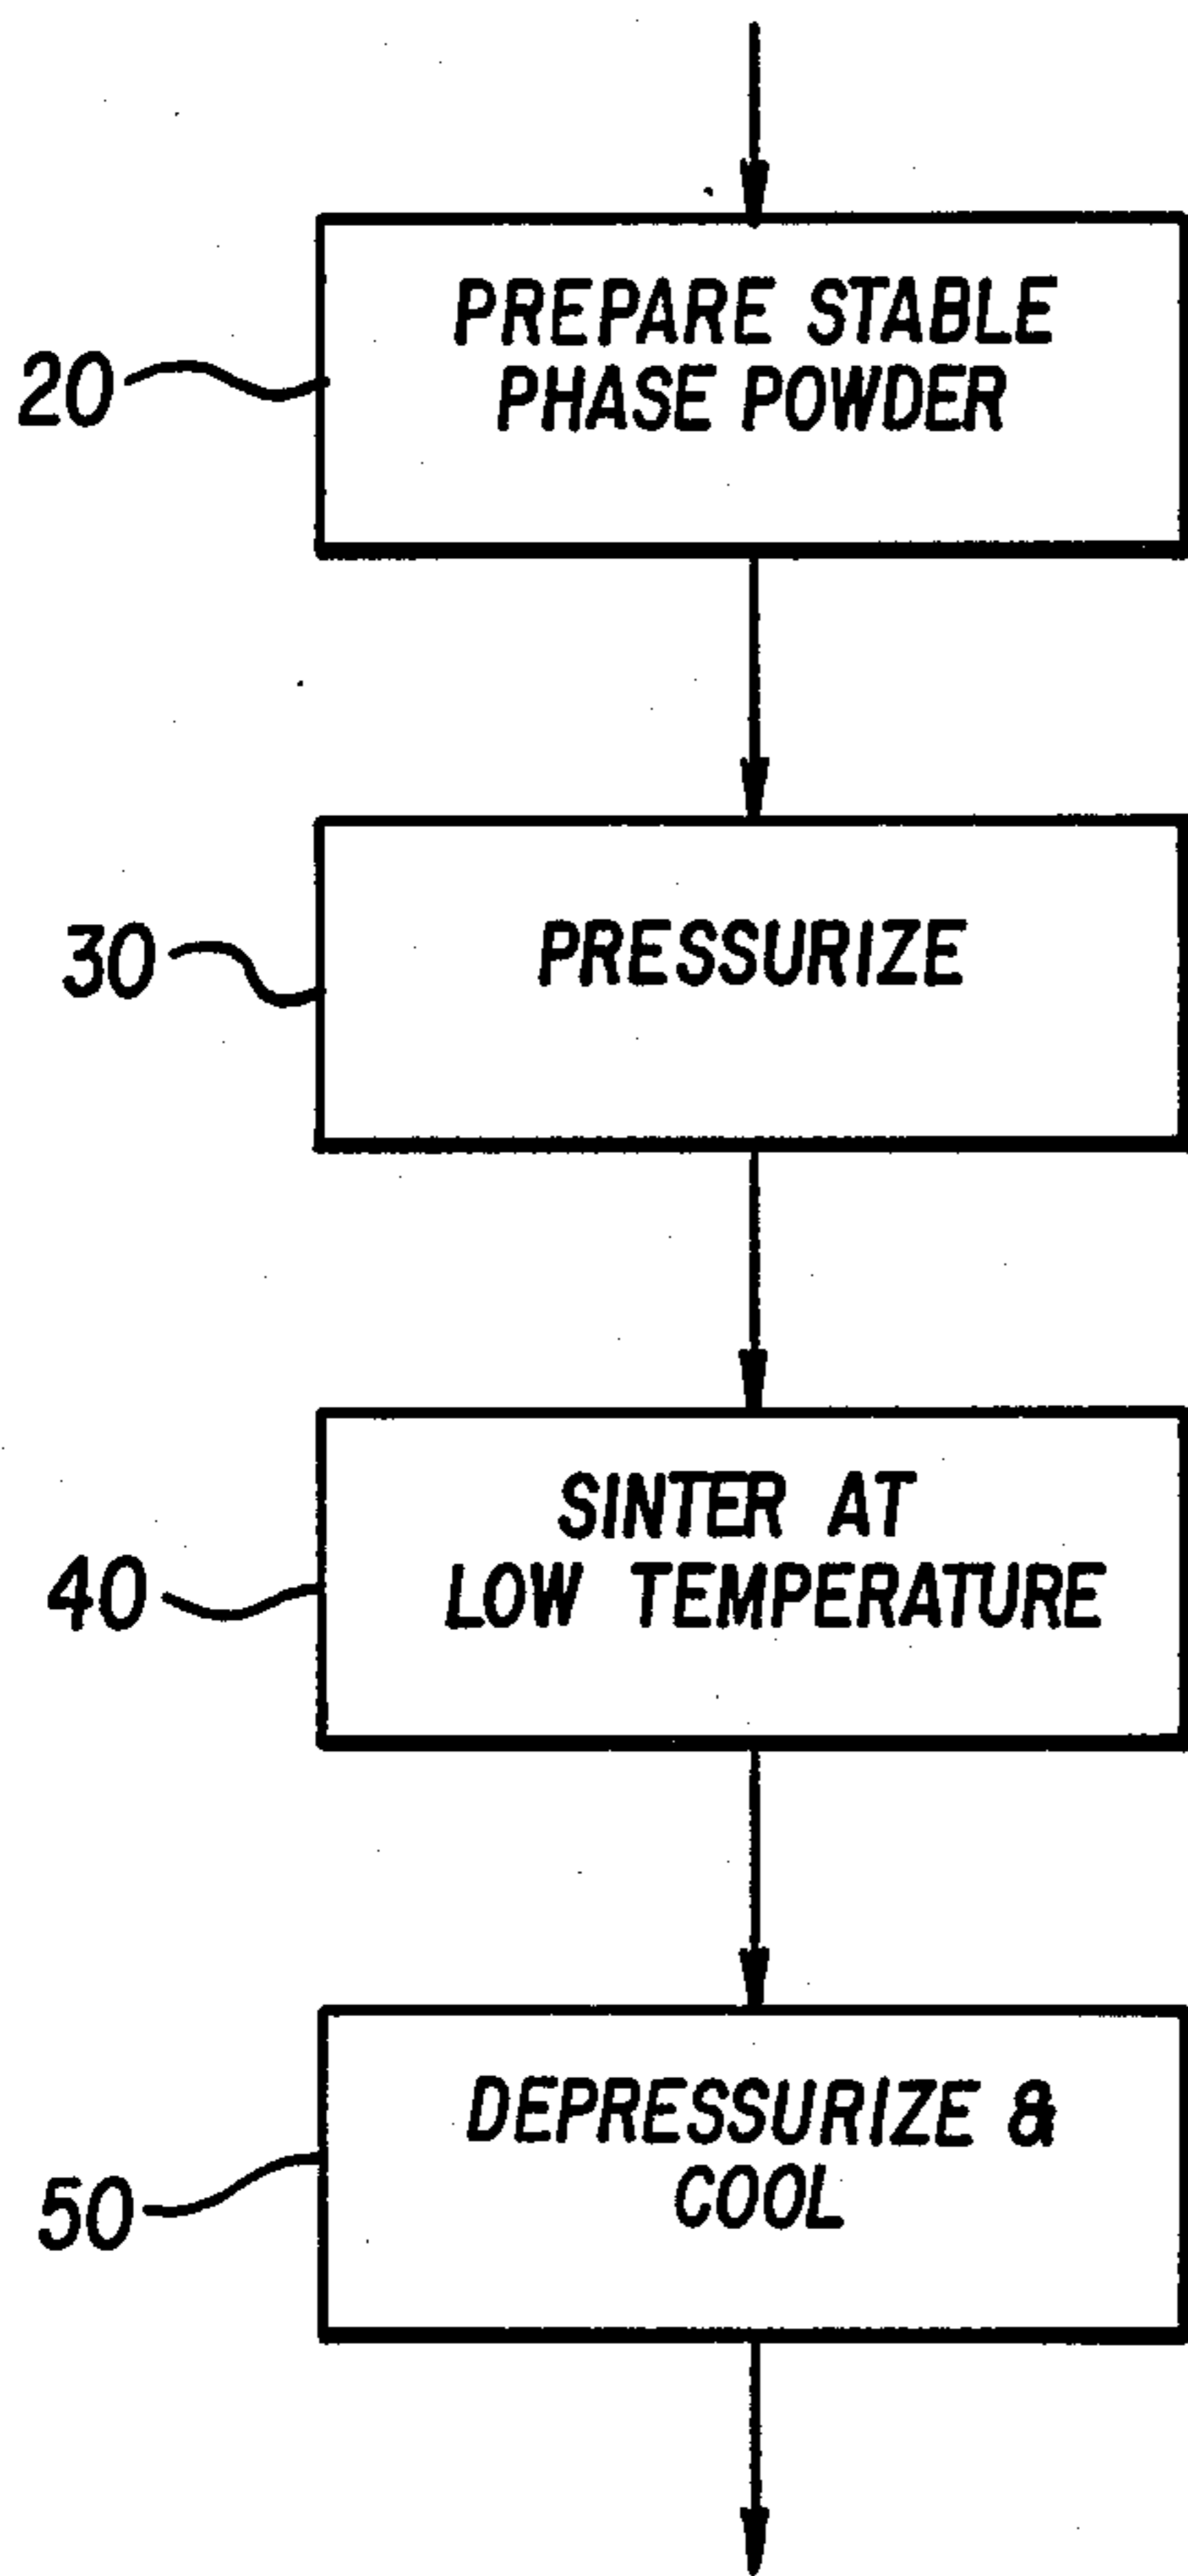 PREPARE STABLE
PHASE POWDER
20
PRESSURIZE
30
SINTER AT
LOW TEMPERATURE
40
DEPRESSURIZE &
COOL
50